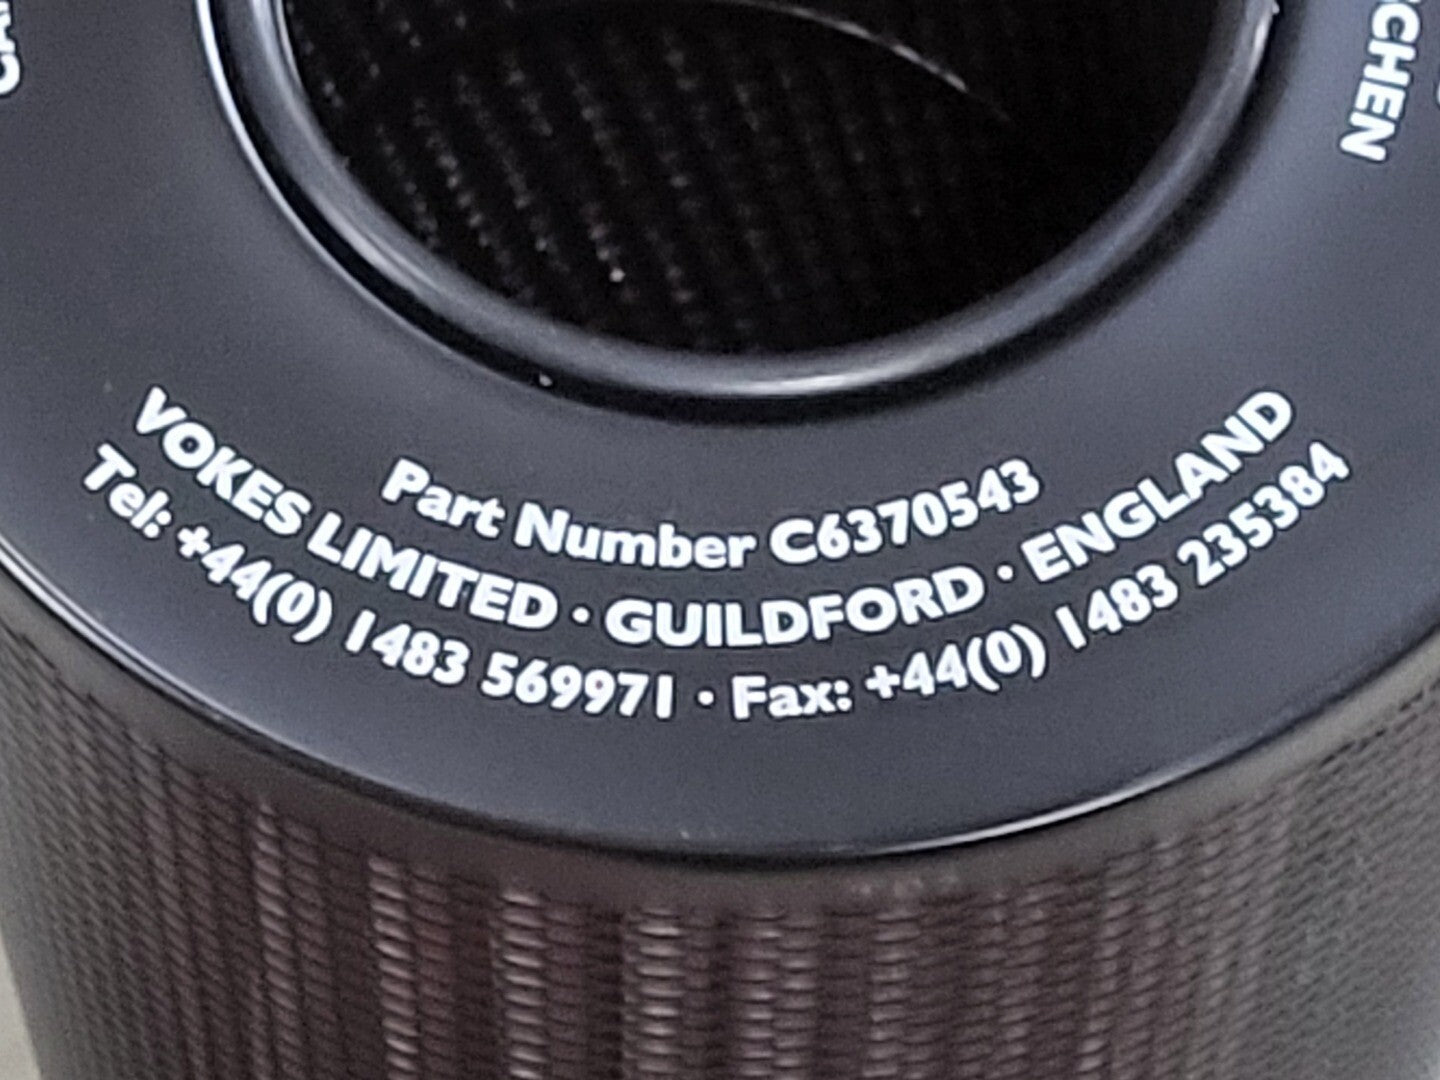 Part Number C6370543
VOKES LIMITED · GUILDFORD · ENGLAND
Tel: +44(0) 1483 569971 · Fax: +44(0) 1483 235384